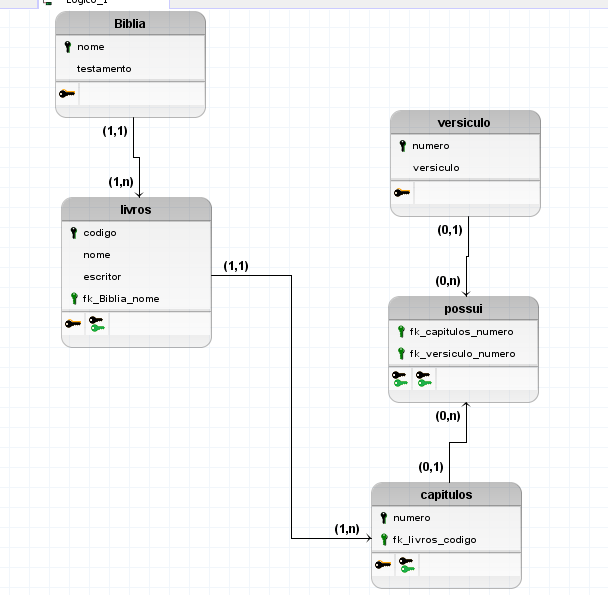 Lógico_1
Biblia
nome
testamento
(1,1)
(1,n)
livros
codigo
nome
escritor
fk_Biblia_nome
(1,1)
(1,n)
versiculo
numero
versiculo
(0,1)
(0,n)
possui
fk_capitulos_numero
fk_versiculo_numero
(0,n)
(0,1)
capitulos
numero
fk_livros_codigo